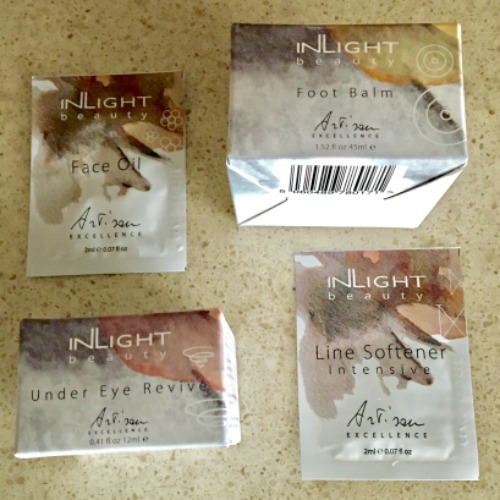 INLIGHT
beauty
Face Oil
Artisan
EXCELLENCE
2ml ℮ 0.07 fl oz
INLIGHT
beauty
Foot Balm
Artisan
EXCELLENCE
1.52 fl oz 45ml ℮
INLIGHT
beauty
Under Eye Revive
Artisan
EXCELLENCE
0.41 fl oz 12ml ℮
INLIGHT
beauty
Line Softener
Intensive
Artisan
EXCELLENCE
2ml ℮ 0.07 fl oz